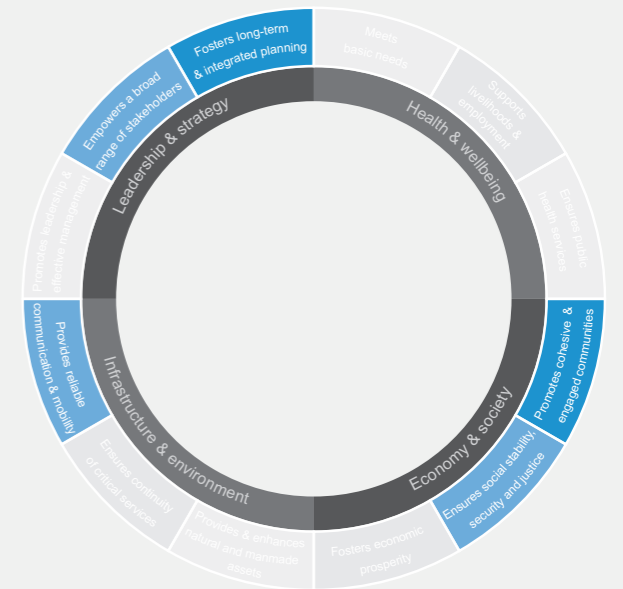 Fosters long-term
& integrated planning
Meets
basic needs
Supports
livelihoods &
employment
Ensures public
health services
Promotes cohesive &
engaged communities
Ensures social stability,
security and justice
Fosters economic
prosperity
Provides & enhances
natural and manmade
assets
Ensures continuity
of critical services
Provides reliable
communication & mobility
Promotes leadership &
effective management
Empowers a broad
range of stakeholders
Leadership & strategy
Health & wellbeing
Economy & society
Infrastructure & environment